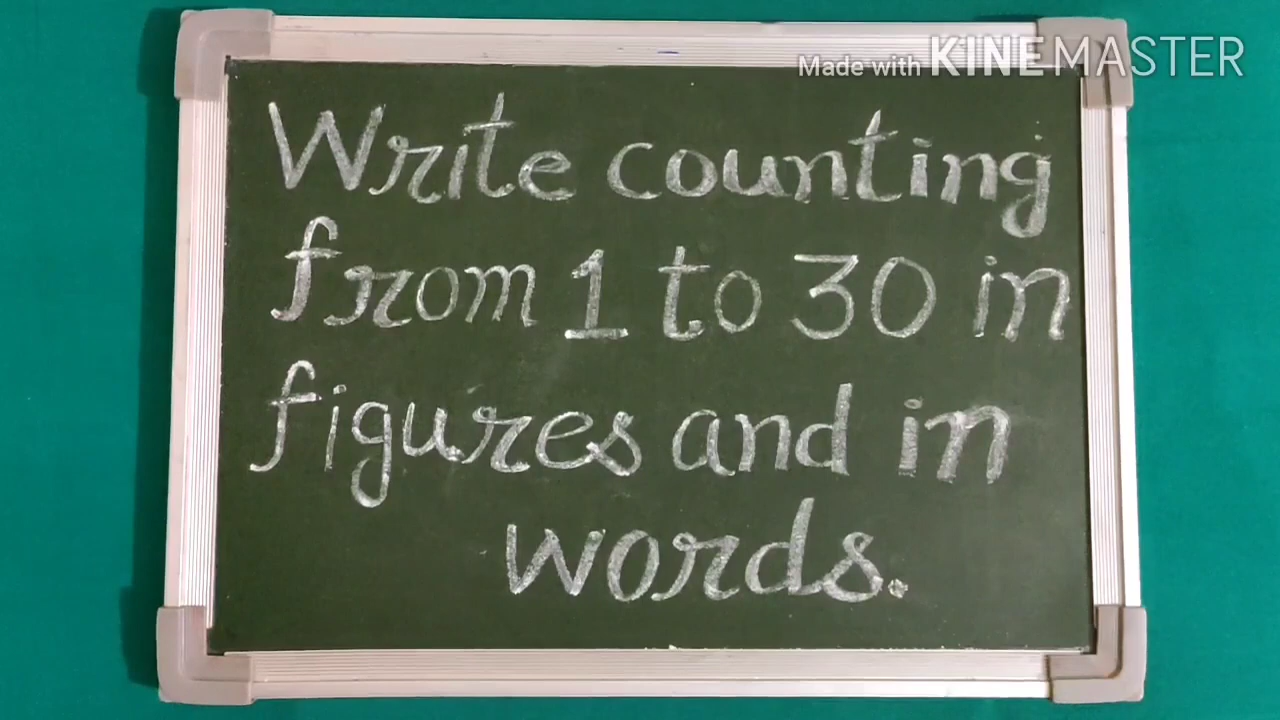 Made with KINEMASTER
Write counting
from 1 to 30 in
figures and in
words.